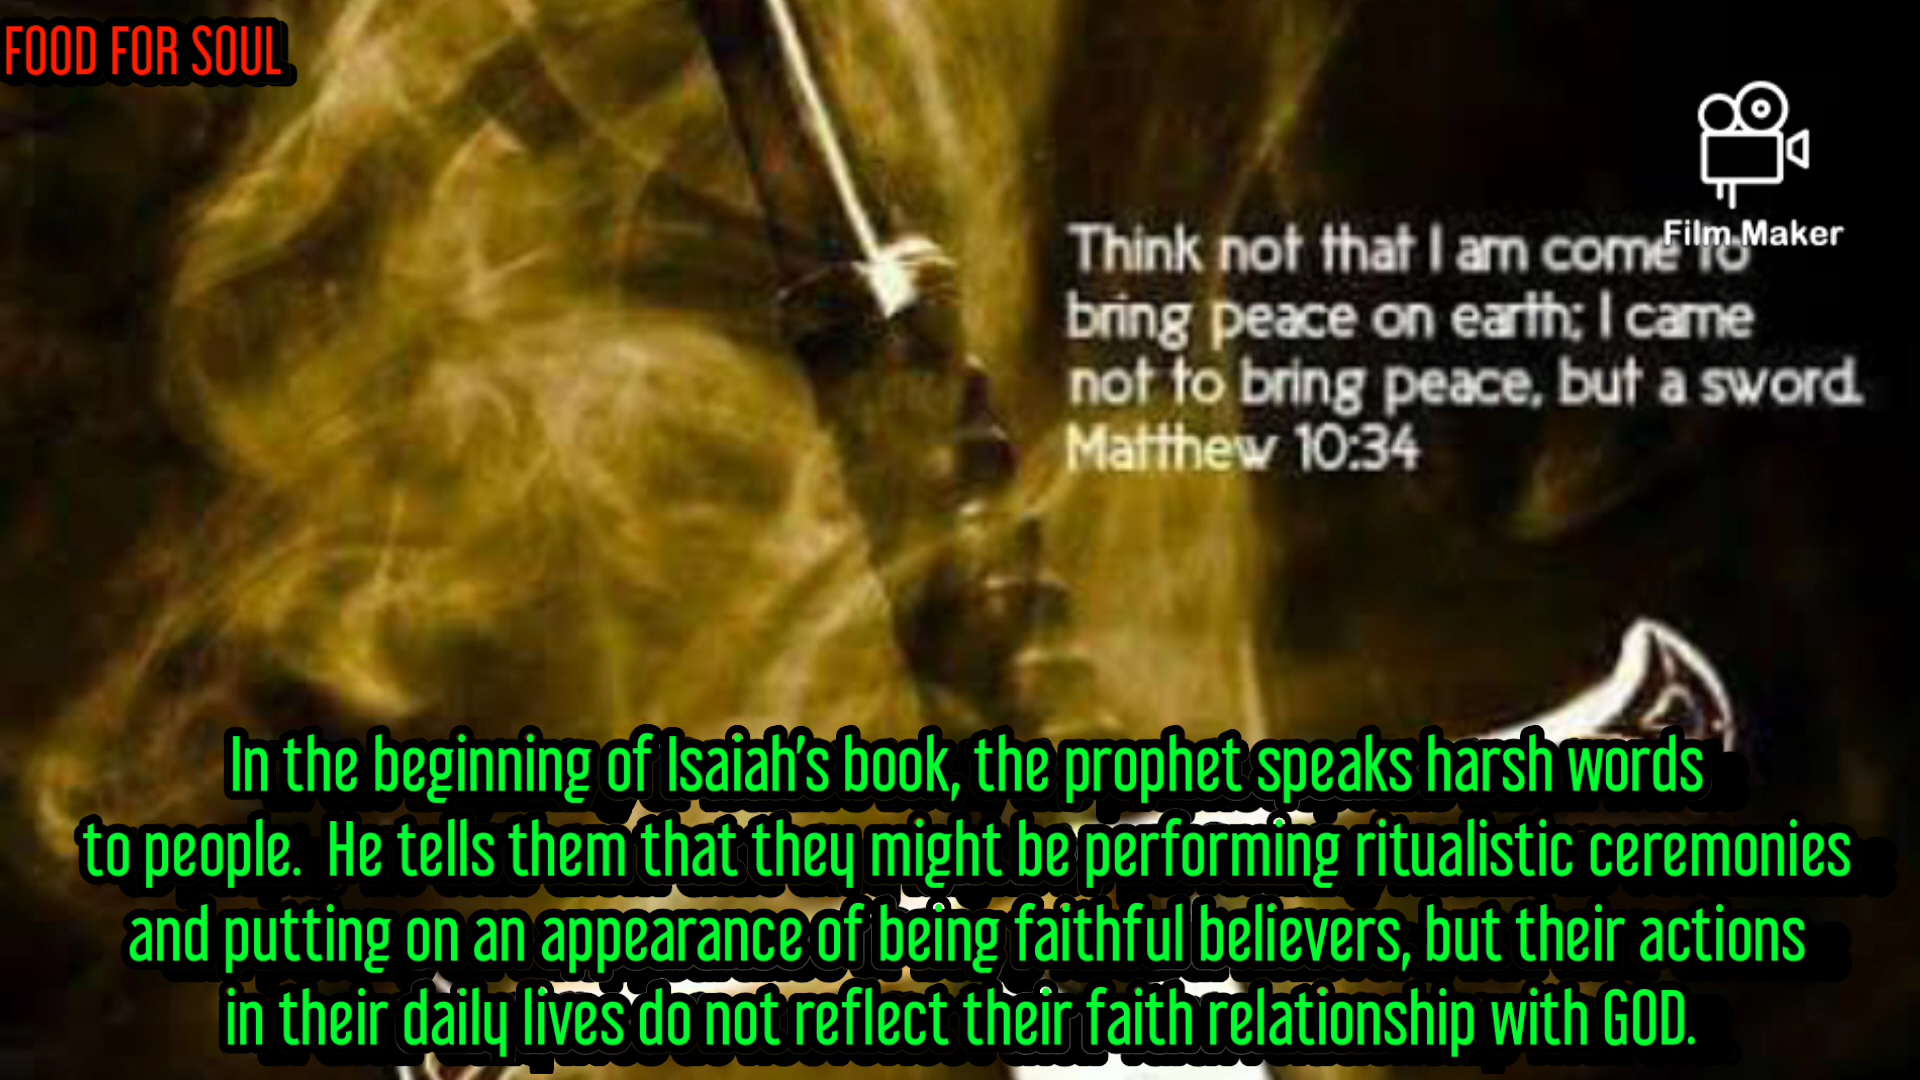 FOOD FOR SOUL
Film Maker
Think not that I am come to
bring peace on earth; I came
not to bring peace, but a sword.
Matthew 10:34
In the beginning of Isaiah's book, the prophet speaks harsh words
to people. He tells them that they might be performing ritualistic ceremonies
and putting on an appearance of being faithful believers, but their actions
in their daily lives do not reflect their faith relationship with GOD.